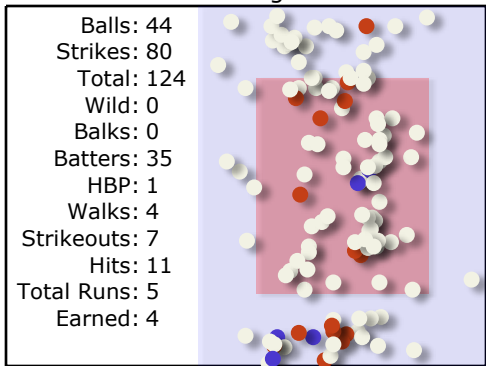 Balls: 44
Strikes: 80
Total: 124
Wild: 0
Balks: 0
Batters: 35
HBP: 1
Walks: 4
Strikeouts: 7
Hits: 11
Total Runs: 5
Earned: 4